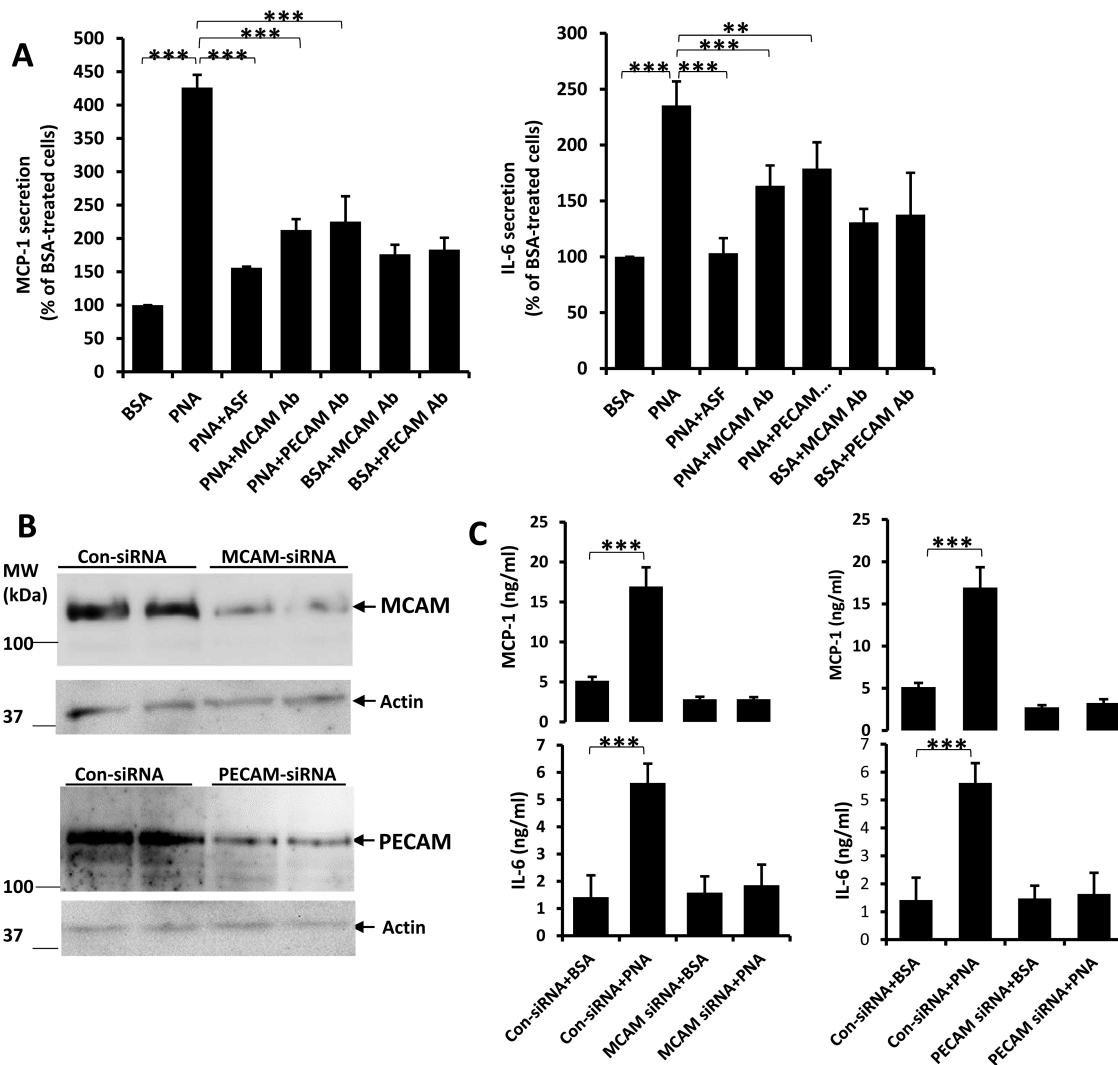 A
MCP-1 secretion
(% of BSA-treated cells)
500
450
400
350
300
250
200
150
100
50
0
***
***
***
***
BSA
PNA
PNA+ASF
PNA+MCAM Ab
PNA+PECAM Ab
BSA+MCAM Ab
BSA+PECAM Ab
IL-6 secretion
(% of BSA-treated cells)
300
250
200
150
100
50
0
**
***
***
***
BSA
PNA
PNA+ASF
PNA+MCAM Ab
PNA+PECAM...
BSA+MCAM Ab
BSA+PECAM Ab
B
Con-siRNA
MCAM-siRNA
MW
(kDa)
MCAM
100
Actin
37
Con-siRNA
PECAM-siRNA
PECAM
100
Actin
37
C
MCP-1 (ng/ml)
25
20
15
10
5
0
***
MCP-1 (ng/ml)
25
20
15
10
5
0
***
IL-6 (ng/ml)
7
6
5
4
3
2
1
0
***
Con-siRNA+BSA
Con-siRNA+PNA
MCAM siRNA+BSA
MCAM siRNA+PNA
IL-6 (ng/ml)
7
6
5
4
3
2
1
0
***
Con-siRNA+BSA
Con-siRNA+PNA
PECAM siRNA+BSA
PECAM siRNA+PNA